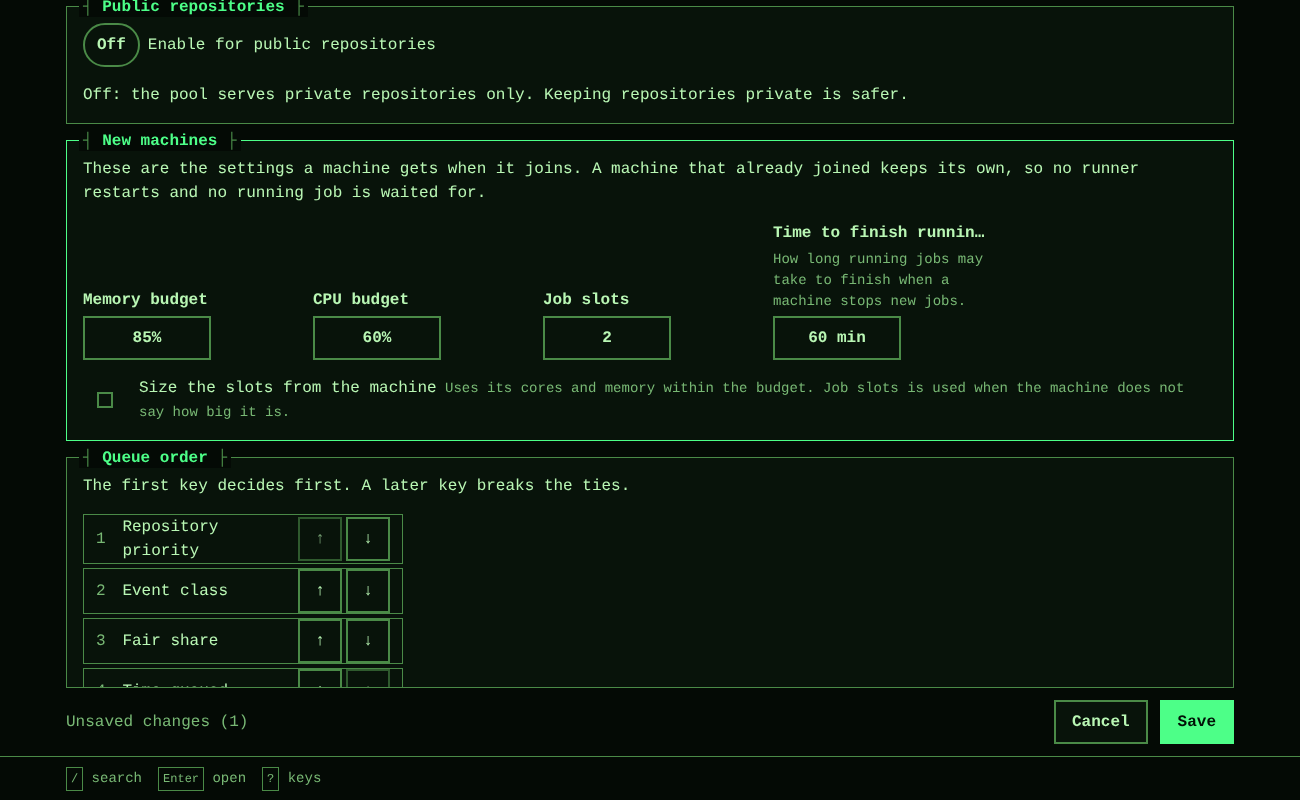 Public repositories
Off Enable for public repositories
Off: the pool serves private repositories only. Keeping repositories private is safer.
New machines
These are the settings a machine gets when it joins. A machine that already joined keeps its own, so no runner
restarts and no running job is waited for.
Time to finish runnin…
How long running jobs may
take to finish when a
machine stops new jobs.
Memory budget CPU budget Job slots
85% 60% 2 60 min
Size the slots from the machine Uses its cores and memory within the budget. Job slots is used when the machine does not
say how big it is.
Queue order
The first key decides first. A later key breaks the ties.
1 Repository
priority ↑ ↓
2 Event class ↑ ↓
3 Fair share ↑ ↓
Unsaved changes (1) Cancel Save
/ search Enter open ? keys